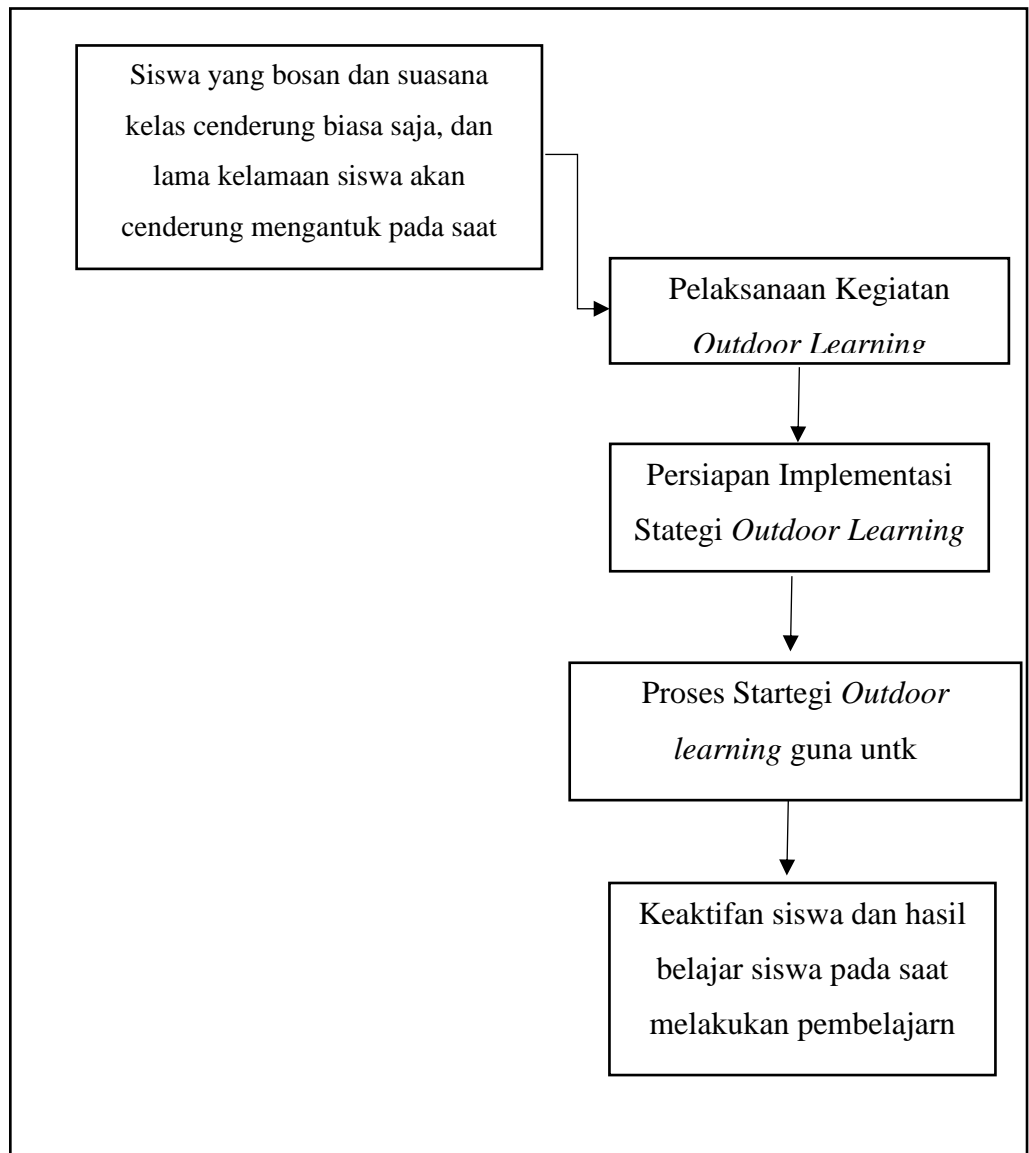 Siswa yang bosan dan suasana
kelas cenderung biasa saja, dan
lama kelamaan siswa akan
cenderung mengantuk pada saat
Pelaksanaan Kegiatan
Outdoor Learning
Persiapan Implementasi
Stategi Outdoor Learning
Proses Startegi Outdoor
learning guna untk
Keaktifan siswa dan hasil
belajar siswa pada saat
melakukan pembelajarn